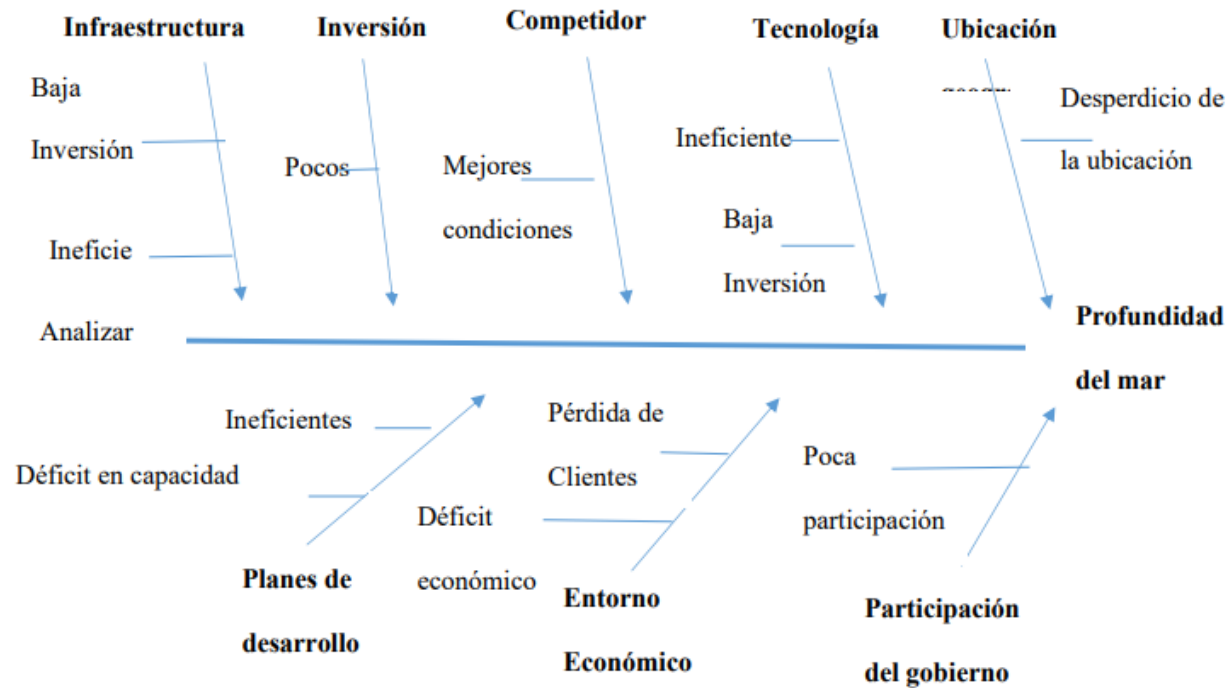 Infraestructura
Inversión
Competidor
Tecnología
Ubicación
Baja
Inversión
Ineficie
Pocos
Mejores
condiciones
Ineficiente
Baja
Inversión
Desperdicio de
la ubicación
Analizar
Profundidad
del mar
Ineficientes
Déficit en capacidad
Planes de
desarrollo
Pérdida de
Clientes
Déficit
económico
Entorno
Económico
Poca
participación
Participación
del gobierno